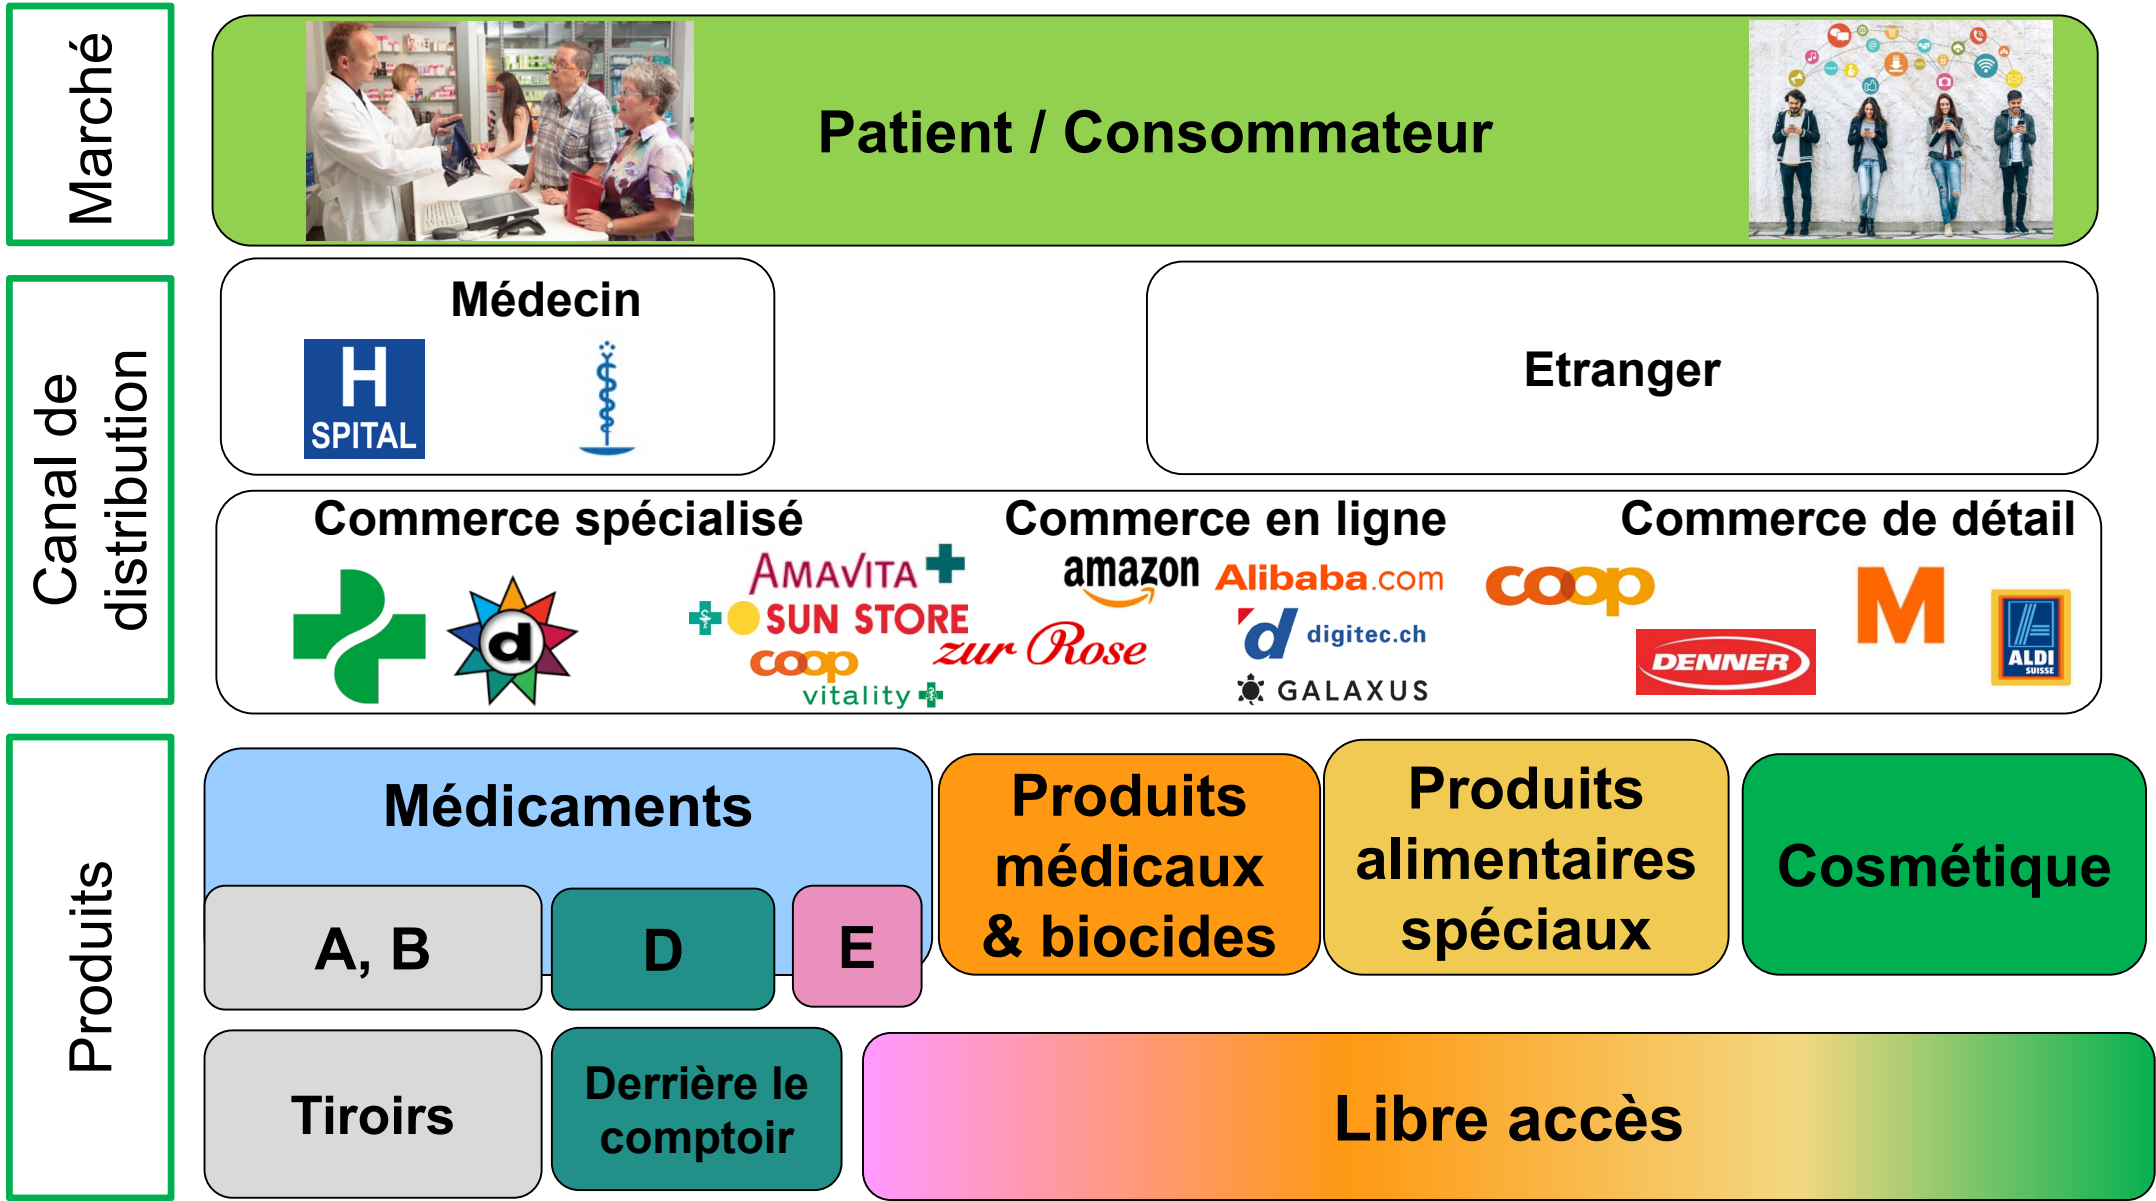 Marché
Patient / Consommateur
Canal de
distribution
Médecin
H
SPITAL
Etranger
Commerce spécialisé
Commerce en ligne
Commerce de détail
d
AMAVITA
SUN STORE
coop
vitality
zur Rose
amazon
Alibaba.com
d digitec.ch
GALAXUS
coop
DENNER
M
ALDI
SUISSE
Produits
Médicaments
A, B
D
E
Produits
médicaux
& biocides
Produits
alimentaires
spéciaux
Cosmétique
Tiroirs
Derrière le
comptoir
Libre accès